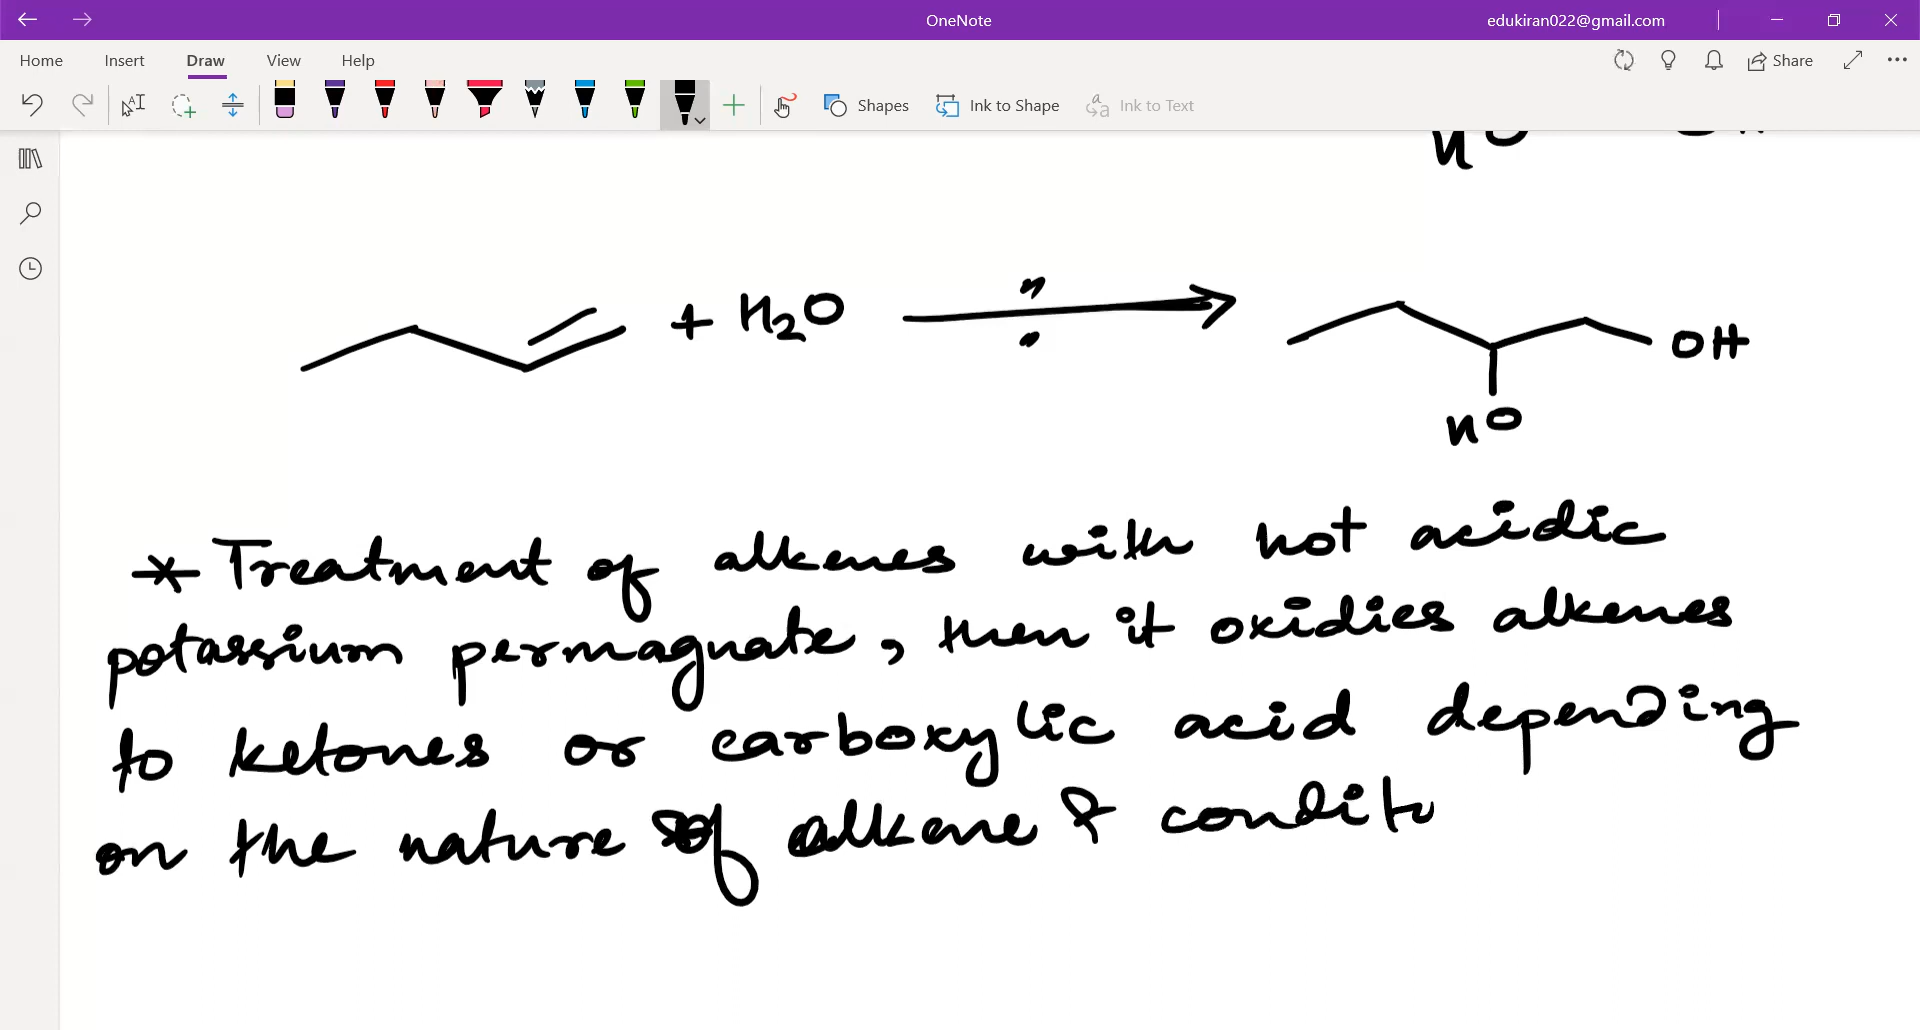 OneNote
edukiran022@gmail.com
Home Insert Draw View Help
Share
Shapes Ink to Shape Ink to Text
+ H2O
"
"
OH
HO
* Treatment of alkenes with hot acidic
potassium permagnate, then it oxidies alkenes
to ketones or carboxylic acid depending
on the nature of alkene & condito